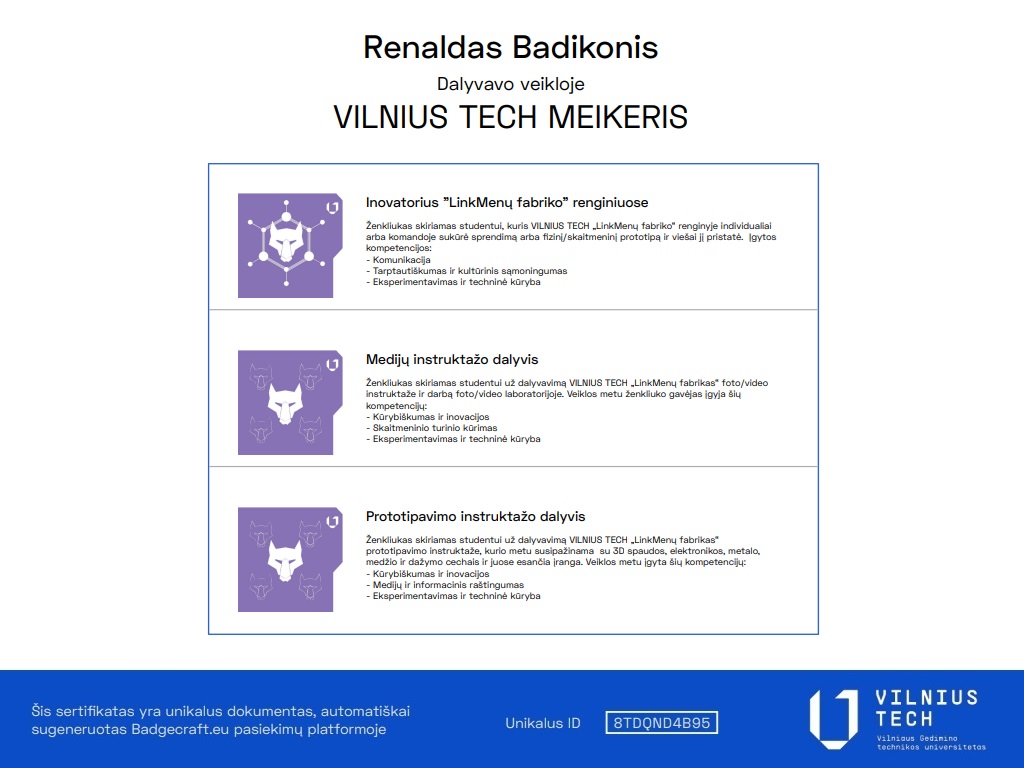 Renaldas Badikonis
Dalyvavo veikloje
VILNIUS TECH MEIKERIS
Inovatorius ”LinkMenų fabriko” renginiuose
Ženkliukas skiriamas studentui, kuris VILNIUS TECH „LinkMenų fabriko“ renginyje individualiai
arba komandoje sukūrė sprendimą arba fizinį/skaitmeninį prototipą ir viešai jį pristatė. Įgytos
kompetencijos:
- Komunikacija
- Tarptautiškumas ir kultūrinis sąmoningumas
- Eksperimentavimas ir techninė kūryba
Medijų instruktažo dalyvis
Ženkliukas skiriamas studentui už dalyvavimą VILNIUS TECH „LinkMenų fabrikas“ foto/video
instruktaže ir darbą foto/video laboratorijoje. Veiklos metu ženkliuko gavėjas įgyja šių
kompetencijų:
- Kūrybiškumas ir inovacijos
- Skaitmeninio turinio kūrimas
- Eksperimentavimas ir techninė kūryba
Prototipavimo instruktažo dalyvis
Ženkliukas skiriamas studentui už dalyvavimą VILNIUS TECH „LinkMenų fabrikas“
prototipavimo instruktaže, kurio metu susipažinama su 3D spaudos, elektronikos, metalo,
medžio ir dažymo cechais ir juose esančia įranga. Veiklos metu įgyta šių kompetencijų:
- Kūrybiškumas ir inovacijos
- Medijų ir informacinis raštingumas
- Eksperimentavimas ir techninė kūryba
Šis sertifikatas yra unikalus dokumentas, automatiškai
sugeneruotas Badgecraft.eu pasiekimų platformoje
Unikalus ID 8TDQND4B95
VILNIUS
TECH
Vilniaus Gedimino
technikos universitetas